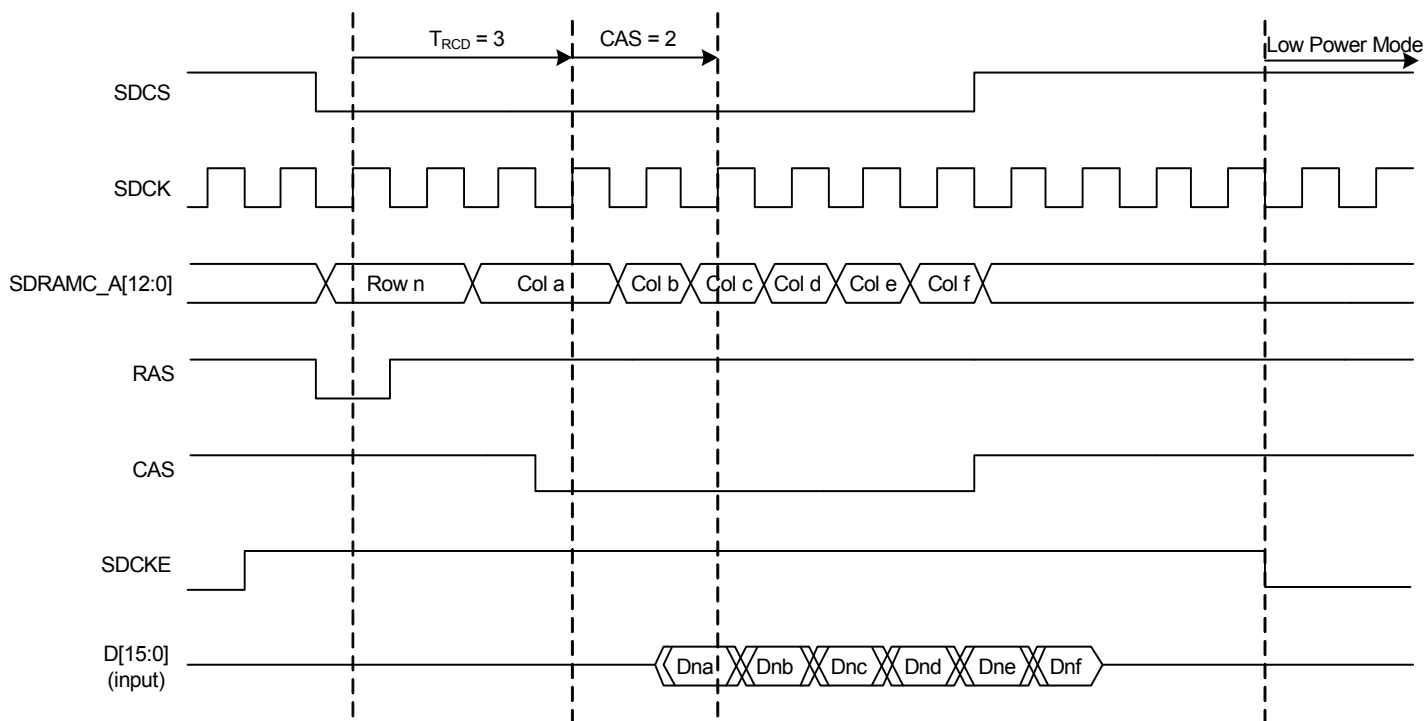 T_RCD = 3
CAS = 2
Low Power Mode
SDCS
SDCK
SDRAMC_A[12:0]
Row n
Col a
Col b
Col c
Col d
Col e
Col f
RAS
CAS
SDCKE
D[15:0]
(input)
Dna
Dnb
Dnc
Dnd
Dne
Dnf